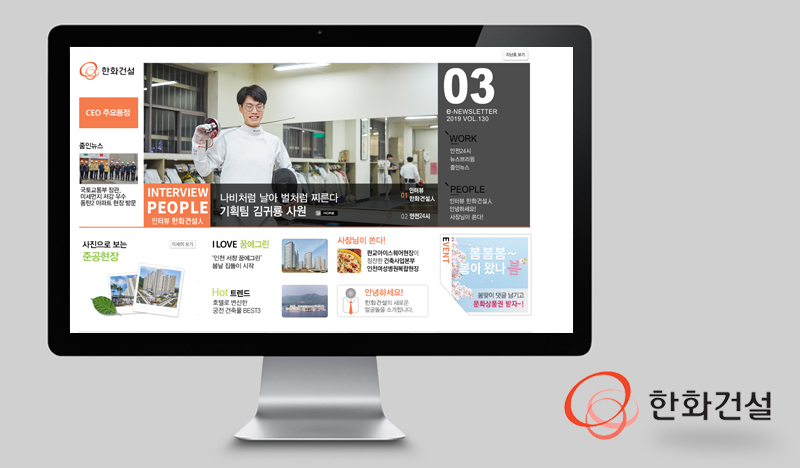 지난호 보기
한화건설
CEO 주요동정
줌인뉴스
국토교통부 장관,
미세먼지 저감 우수
동탄2 아파트 현장 방문
INTERVIEW
PEOPLE
인터뷰 한화건설人
나비처럼 날아 벌처럼 찌른다
기획팀 김귀룡 사원
MORE
01 인터뷰
한화건설人
02 안전24시
03
e-NEWSLETTER
2019 VOL.130
WORK
안전24시
뉴스브리핑
줌인뉴스
PEOPLE
인터뷰 한화건설人
안녕하세요!
사장님이 쏜다!
사진으로 보는
준공현장
자세히 보기
I LOVE 꿈에그린
'인천 서창 꿈에그린'
봄날 집들이 시작
Hot 트렌드
호텔로 변신한
궁전 건축물 BEST3
사장님이 쏜다!
판교아이스퀘어현장이
칭찬한 건축사업본부
인천여성병원복합현장
안녕하세요!
한화건설의 새로운
얼굴들을 소개합니다.
EVENT
봄봄봄~
봄이 왔나 봄
봄맞이 댓글 남기고
문화상품권 받자~!
한화건설